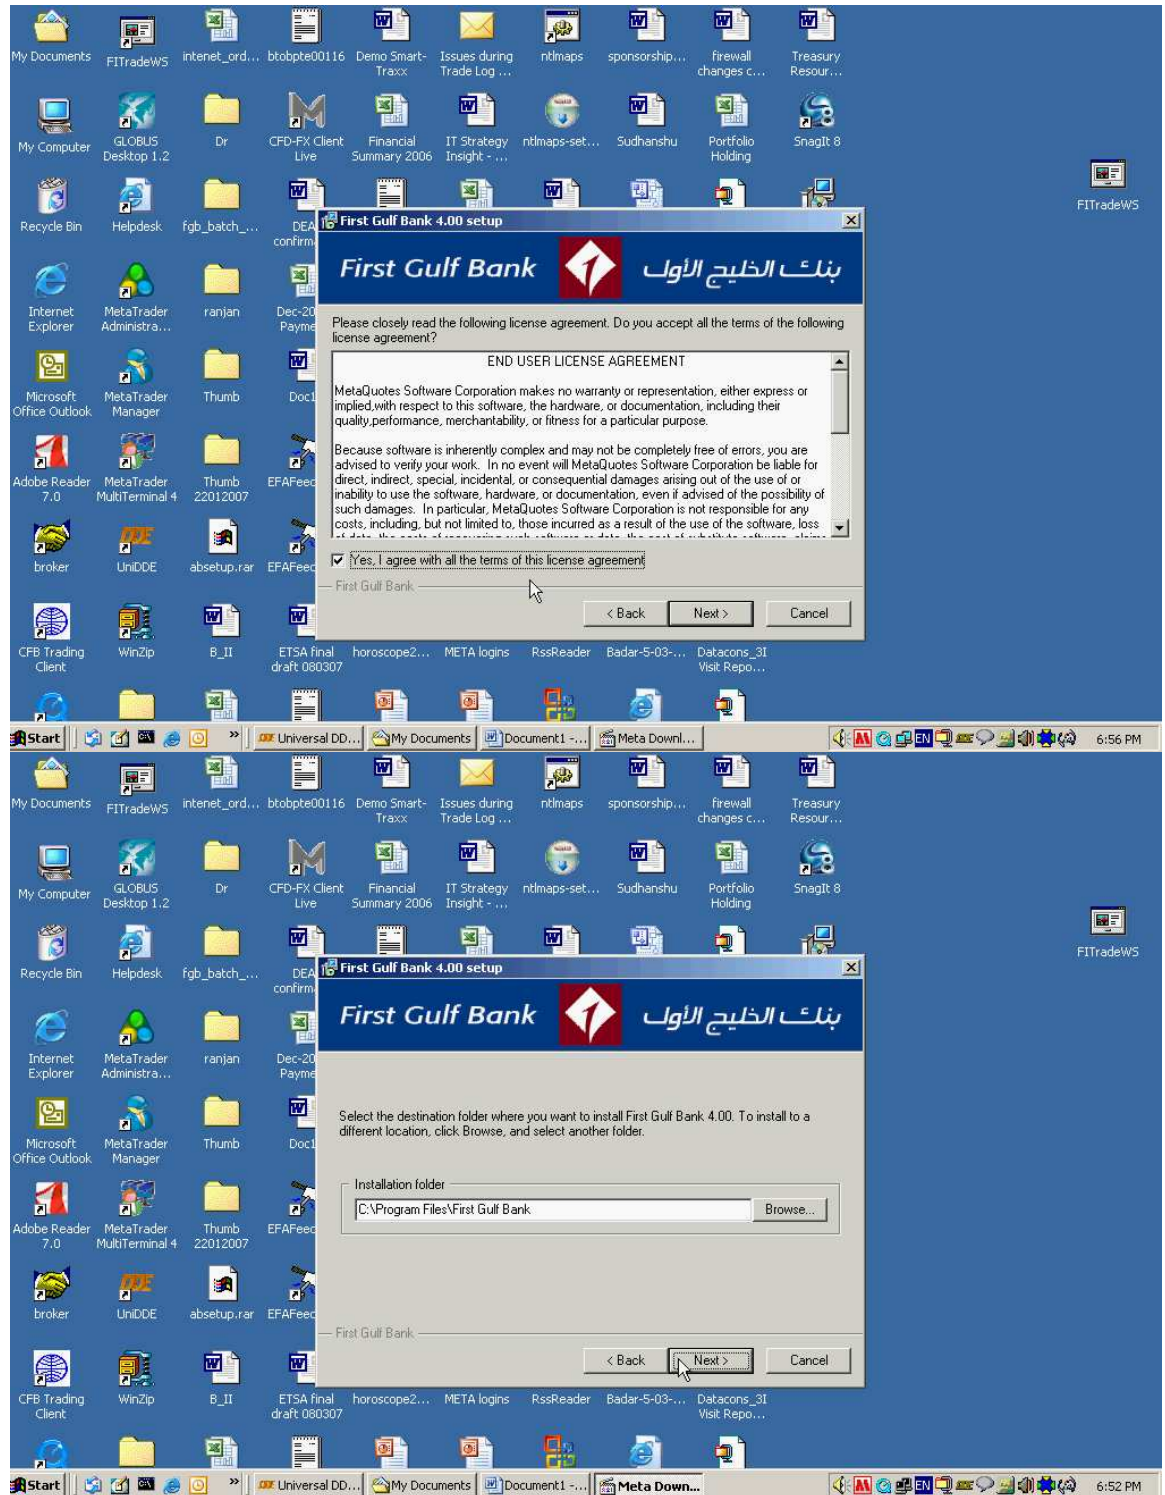 My Documents
FITradeWS
intenet_ord...
btobpte00116
Demo Smart-
Traxx
Issues during
Trade Log ...
ntlmaps
sponsorship...
firewall
changes c...
Treasury
Resour...
My Computer
GLOBUS
Desktop 1.2
Dr
CFD-FX Client
Live
Financial
Summary 2006
IT Strategy
Insight - ...
ntlmaps-set...
Sudhanshu
Portfolio
Holding
SnagIt 8
FITradeWS
Recycle Bin
Helpdesk
fgb_batch_...
DEA
confirm
First Gulf Bank 4.00 setup
First Gulf Bank
بنك الخليج الأول
Internet
Explorer
MetaTrader
Administra...
ranjan
Dec-20
Payme
Please closely read the following license agreement. Do you accept all the terms of the following
license agreement?
END USER LICENSE AGREEMENT
MetaQuotes Software Corporation makes no warranty or representation, either express or
implied,with respect to this software, the hardware, or documentation, including their
quality,performance, merchantability, or fitness for a particular purpose.
Because software is inherently complex and may not be completely free of errors, you are
advised to verify your work. In no event will MetaQuotes Software Corporation be liable for
direct, indirect, special, incidental, or consequential damages arising out of the use of or
inability to use the software, hardware, or documentation, even if advised of the possibility of
such damages. In particular, MetaQuotes Software Corporation is not responsible for any
costs, including, but not limited to, those incurred as a result of the use of the software, loss
Microsoft
Office Outlook
MetaTrader
Manager
Thumb
Doc1
Adobe Reader
7.0
MetaTrader
MultiTerminal 4
Thumb
22012007
EFAFeed
broker
UniDDE
absetup.rar
EFAFeed
Yes, I agree with all the terms of this license agreement
First Gulf Bank
< Back
Next >
Cancel
CFB Trading
Client
WinZip
B_II
ETSA final
draft 080307
horoscope2...
META logins
RssReader
Badar-5-03-...
Datacons_3I
Visit Repo...
Start
Universal DD...
My Documents
Document1 -...
Meta Downl...
EN
6:56 PM
My Documents
FITradeWS
intenet_ord...
btobpte00116
Demo Smart-
Traxx
Issues during
Trade Log ...
ntlmaps
sponsorship...
firewall
changes c...
Treasury
Resour...
My Computer
GLOBUS
Desktop 1.2
Dr
CFD-FX Client
Live
Financial
Summary 2006
IT Strategy
Insight - ...
ntlmaps-set...
Sudhanshu
Portfolio
Holding
SnagIt 8
FITradeWS
Recycle Bin
Helpdesk
fgb_batch_...
DEA
confirm
First Gulf Bank 4.00 setup
First Gulf Bank
بنك الخليج الأول
Internet
Explorer
MetaTrader
Administra...
ranjan
Dec-20
Payme
Select the destination folder where you want to install First Gulf Bank 4.00. To install to a
different location, click Browse, and select another folder.
Microsoft
Office Outlook
MetaTrader
Manager
Thumb
Doc1
Installation folder
C:\Program Files\First Gulf Bank
Browse...
Adobe Reader
7.0
MetaTrader
MultiTerminal 4
Thumb
22012007
EFAFeed
broker
UniDDE
absetup.rar
EFAFeed
First Gulf Bank
< Back
Next >
Cancel
CFB Trading
Client
WinZip
B_II
ETSA final
draft 080307
horoscope2...
META logins
RssReader
Badar-5-03-...
Datacons_3I
Visit Repo...
Start
Universal DD...
My Documents
Document1 -...
Meta Down...
EN
6:52 PM